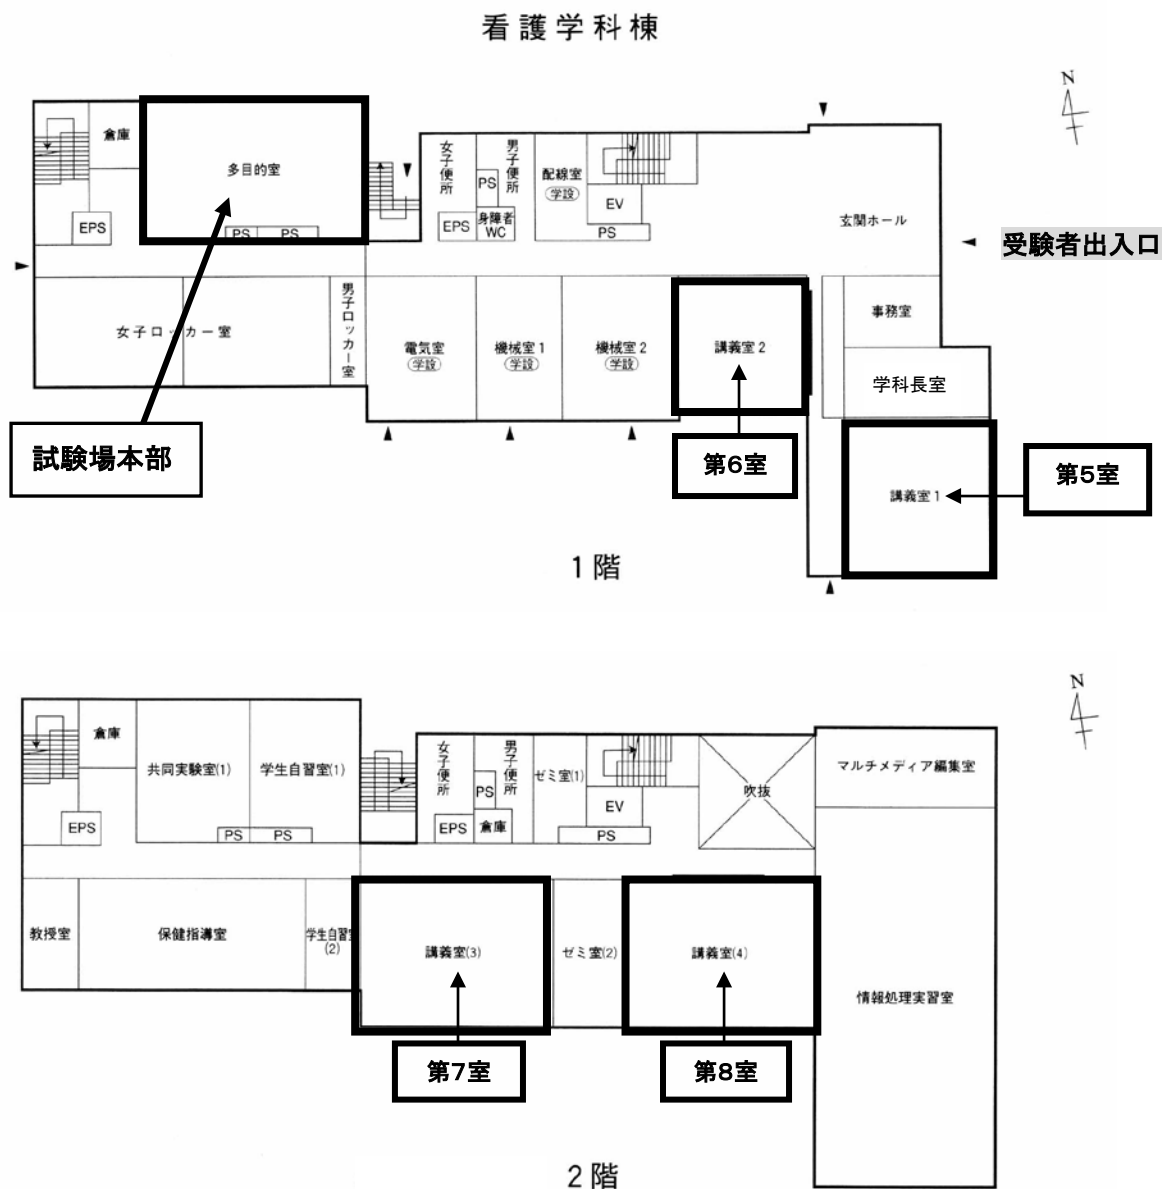 看護学科棟
N
倉庫
多目的室
EPS
PS
PS
女子便所
男子便所
PS
EPS
身障者
WC
配線室
学設
EV
PS
玄関ホール
受験者出入口
女子ロッカー室
男子ロッカー室
電気室
学設
機械室1
学設
機械室2
学設
講義室2
事務室
学科長室
試験場本部
第6室
講義室1
第5室
1階
N
倉庫
共同実験室(1)
学生自習室(1)
EPS
PS
PS
女子便所
男子便所
PS
EPS
倉庫
ゼミ室(1)
EV
PS
吹抜
マルチメディア編集室
教授室
保健指導室
学生自習室
(2)
講義室(3)
ゼミ室(2)
講義室(4)
情報処理実習室
第7室
第8室
2階